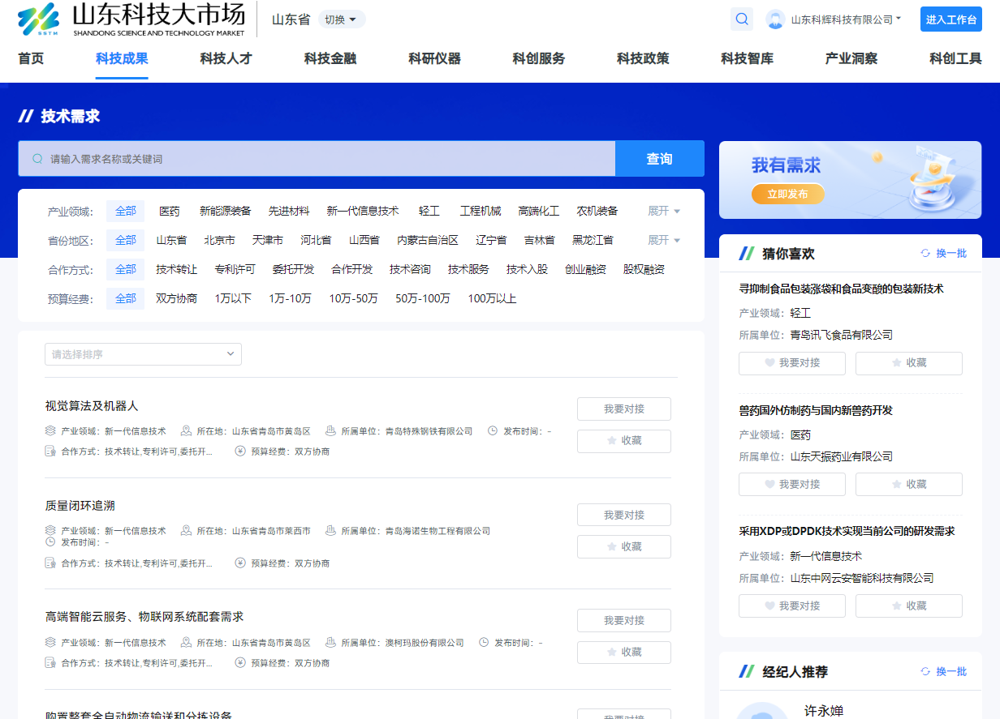 山东科技大市场
SSTM
SHANDONG SCIENCE AND TECHNOLOGY MARKET
山东省 切换
山东科辉科技有限公司
进入工作台
首页 科技成果 科技人才 科技金融 科研仪器 科创服务 科技政策 科技智库 产业洞察 科创工具
技术需求
请输入需求名称或关键词 查询
产业领域: 全部 医药 新能源装备 先进材料 新一代信息技术 轻工 工程机械 高端化工 农机装备 展开
省份地区: 全部 山东省 北京市 天津市 河北省 山西省 内蒙古自治区 辽宁省 吉林省 黑龙江省 展开
合作方式: 全部 技术转让 专利许可 委托开发 合作开发 技术咨询 技术服务 技术入股 创业融资 股权融资
预算经费: 全部 双方协商 1万以下 1万-10万 10万-50万 50万-100万 100万以上
请选择排序
视觉算法及机器人
产业领域: 新一代信息技术 所在地: 山东省青岛市黄岛区 所属单位: 青岛特殊钢铁有限公司 发布时间: -
合作方式: 技术转让,专利许可,委托开... 预算经费: 双方协商
我要对接
收藏
质量闭环追溯
产业领域: 新一代信息技术 所在地: 山东省青岛市莱西市 所属单位: 青岛海诺生物工程有限公司
发布时间: -
合作方式: 技术转让,专利许可,委托开... 预算经费: 双方协商
我要对接
收藏
高端智能云服务、物联网系统配套需求
产业领域: 新一代信息技术 所在地: 山东省青岛市黄岛区 所属单位: 澳柯玛股份有限公司 发布时间: -
合作方式: 技术转让,专利许可,委托开... 预算经费: 双方协商
我要对接
收藏
购置整套全自动物流输送和分拣设备
我要对接
我有需求
立即发布
猜你喜欢 换一批
寻抑制食品包装涨袋和食品变酸的包装新技术
产业领域: 轻工
所属单位: 青鸟讯飞食品有限公司
我要对接 收藏
兽药国外仿制药与国内新兽药开发
产业领域: 医药
所属单位: 山东天振药业有限公司
我要对接 收藏
采用XDP或DPDK技术实现当前公司的研发需求
产业领域: 新一代信息技术
所属单位: 山东中网云安智能科技有限公司
我要对接 收藏
经纪人推荐 换一批
许永婵